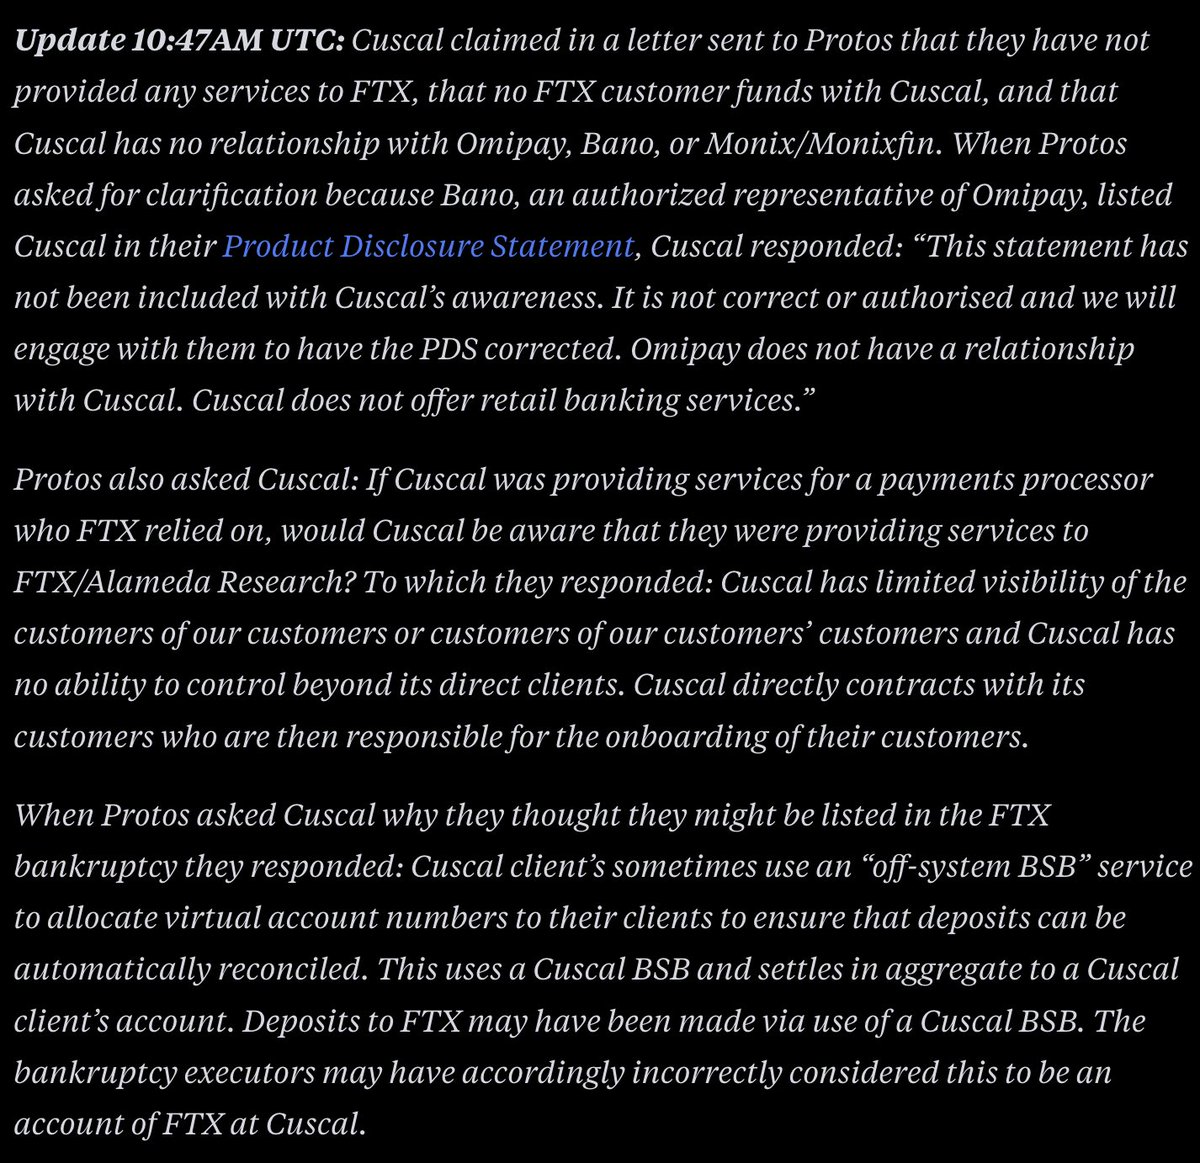 Update 10:47AM UTC: Cuscal claimed in a letter sent to Protos that they have not
provided any services to FTX, that no FTX customer funds with Cuscal, and that
Cuscal has no relationship with Omipay, Bano, or Monix/Monixfin. When Protos
asked for clarification because Bano, an authorized representative of Omipay, listed
Cuscal in their Product Disclosure Statement, Cuscal responded: “This statement has
not been included with Cuscal’s awareness. It is not correct or authorised and we will
engage with them to have the PDS corrected. Omipay does not have a relationship
with Cuscal. Cuscal does not offer retail banking services.”
Protos also asked Cuscal: If Cuscal was providing services for a payments processor
who FTX relied on, would Cuscal be aware that they were providing services to
FTX/Alameda Research? To which they responded: Cuscal has limited visibility of the
customers of our customers or customers of our customers’ customers and Cuscal has
no ability to control beyond its direct clients. Cuscal directly contracts with its
customers who are then responsible for the onboarding of their customers.
When Protos asked Cuscal why they thought they might be listed in the FTX
bankruptcy they responded: Cuscal client’s sometimes use an “off-system BSB” service
to allocate virtual account numbers to their clients to ensure that deposits can be
automatically reconciled. This uses a Cuscal BSB and settles in aggregate to a Cuscal
client’s account. Deposits to FTX may have been made via use of a Cuscal BSB. The
bankruptcy executors may have accordingly incorrectly considered this to be an
account of FTX at Cuscal.